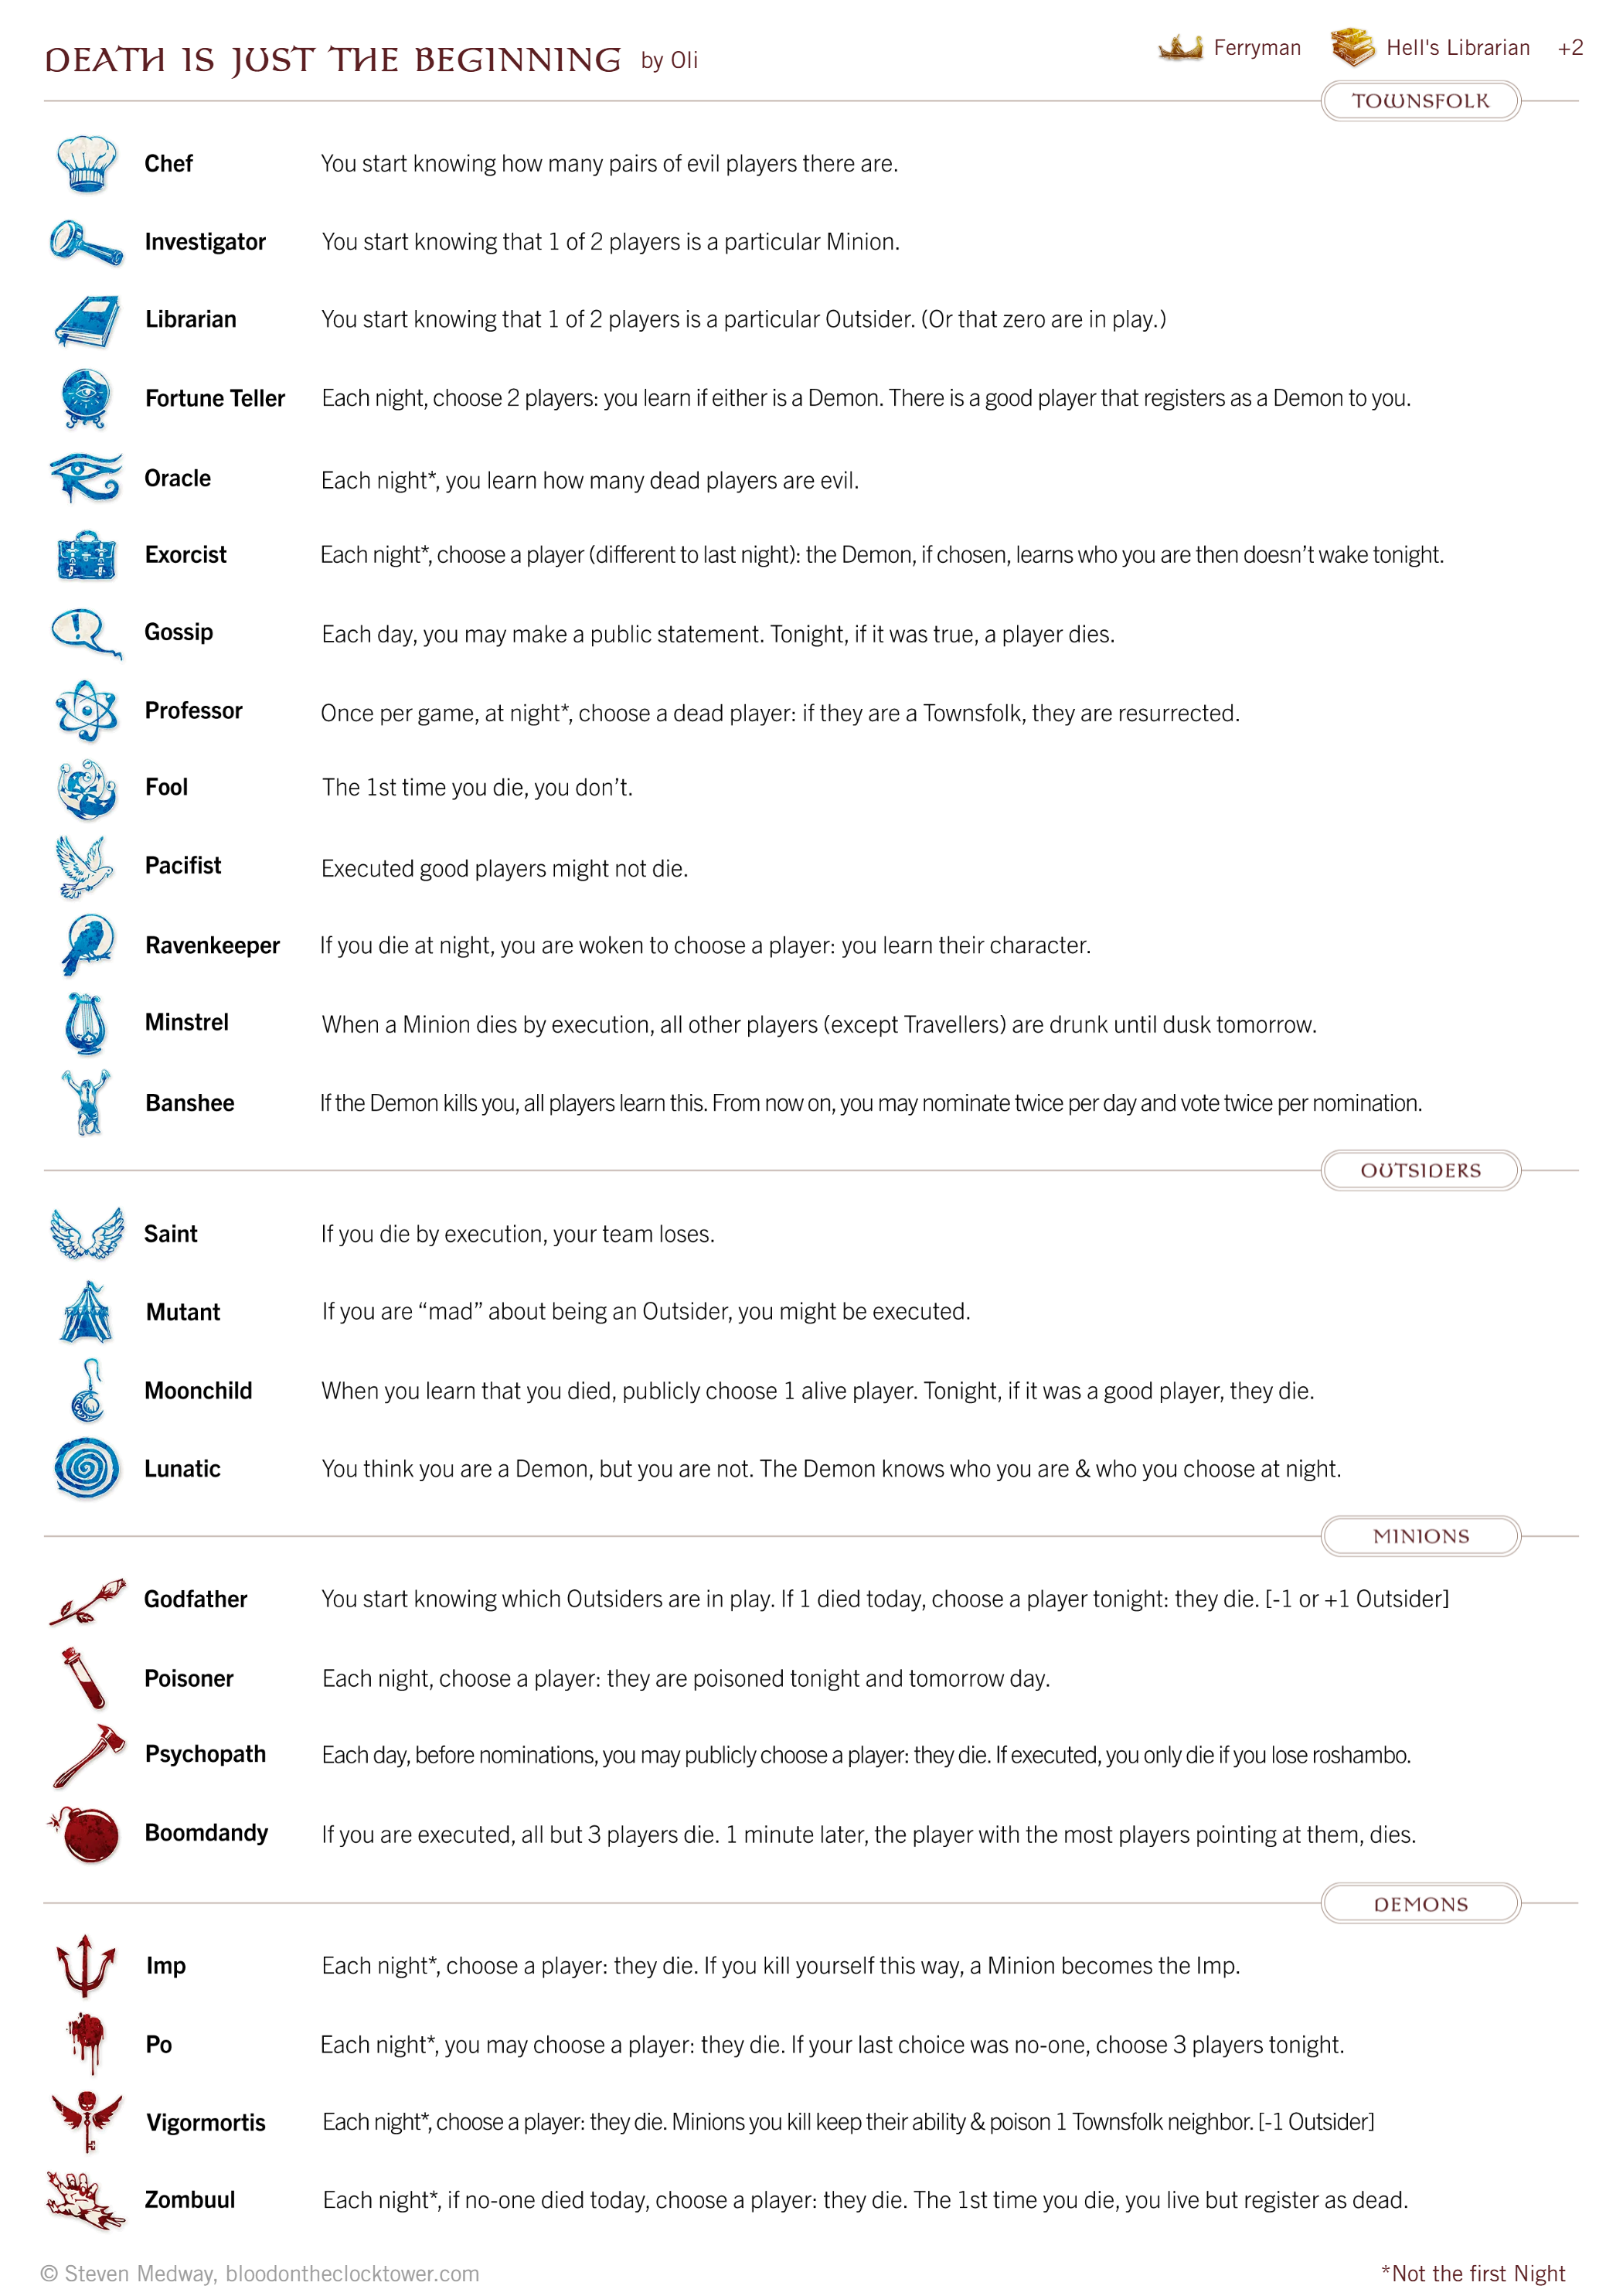 DEATH IS JUST THE BEGINNING by Oli Ferryman Hell's Librarian +2
TOWNSFOLK
Chef You start knowing how many pairs of evil players there are.
Investigator You start knowing that 1 of 2 players is a particular Minion.
Librarian You start knowing that 1 of 2 players is a particular Outsider. (Or that zero are in play.)
Fortune Teller Each night, choose 2 players: you learn if either is a Demon. There is a good player that registers as a Demon to you.
Oracle Each night*, you learn how many dead players are evil.
Exorcist Each night*, choose a player (different to last night): the Demon, if chosen, learns who you are then doesn’t wake tonight.
Gossip Each day, you may make a public statement. Tonight, if it was true, a player dies.
Professor Once per game, at night*, choose a dead player: if they are a Townsfolk, they are resurrected.
Fool The 1st time you die, you don’t.
Pacifist Executed good players might not die.
Ravenkeeper If you die at night, you are woken to choose a player: you learn their character.
Minstrel When a Minion dies by execution, all other players (except Travellers) are drunk until dusk tomorrow.
Banshee If the Demon kills you, all players learn this. From now on, you may nominate twice per day and vote twice per nomination.
OUTSIDERS
Saint If you die by execution, your team loses.
Mutant If you are “mad” about being an Outsider, you might be executed.
Moonchild When you learn that you died, publicly choose 1 alive player. Tonight, if it was a good player, they die.
Lunatic You think you are a Demon, but you are not. The Demon knows who you are & who you choose at night.
MINIONS
Godfather You start knowing which Outsiders are in play. If 1 died today, choose a player tonight: they die. [-1 or +1 Outsider]
Poisoner Each night, choose a player: they are poisoned tonight and tomorrow day.
Psychopath Each day, before nominations, you may publicly choose a player: they die. If executed, you only die if you lose roshambo.
Boomdandy If you are executed, all but 3 players die. 1 minute later, the player with the most players pointing at them, dies.
DEMONS
Imp Each night*, choose a player: they die. If you kill yourself this way, a Minion becomes the Imp.
Po Each night*, you may choose a player: they die. If your last choice was no-one, choose 3 players tonight.
Vigormortis Each night*, choose a player: they die. Minions you kill keep their ability & poison 1 Townsfolk neighbor. [-1 Outsider]
Zombuul Each night*, if no-one died today, choose a player: they die. The 1st time you die, you live but register as dead.
© Steven Medway, bloodontheclocktower.com *Not the first Night